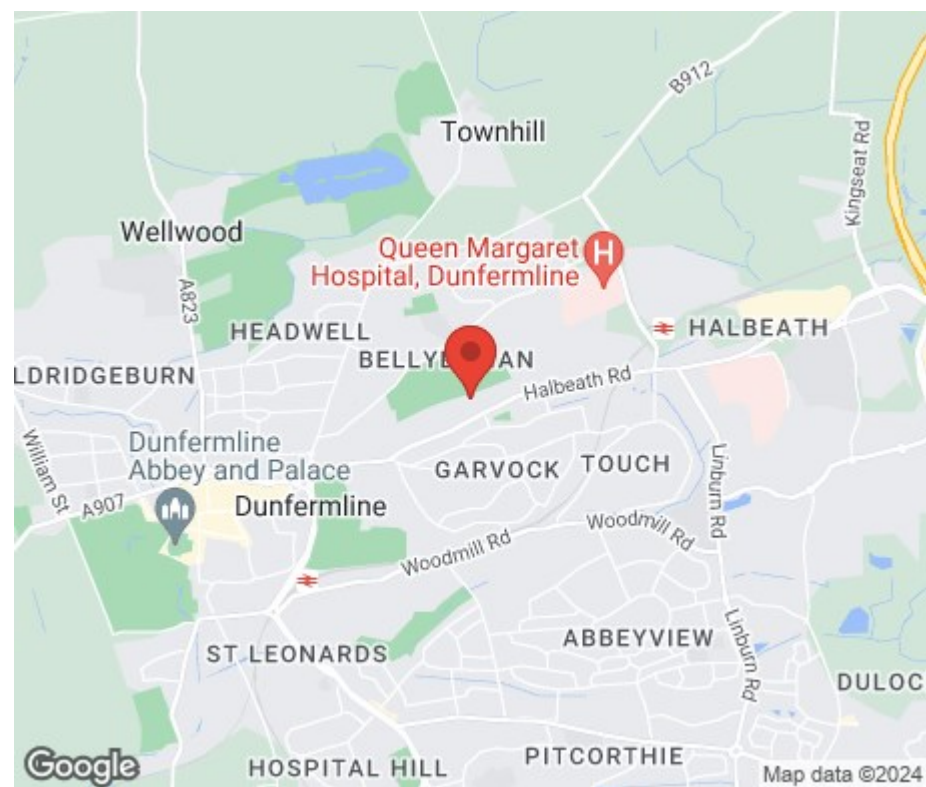 B912
Townhill
Kingseat Rd
Wellwood
Queen Margaret
Hospital, Dunfermline
H
A823
HEADWELL
HALBEATH
LDRIDGEBURN
Halbeath Rd
William St
Dunfermline
Abbey and Palace
GARVOCK
TOUCH
Linburn Rd
A907
Dunfermline
Woodmill Rd
Woodmill Rd
ABBEYVIEW
ST LEONARDS
Linburn Rd
DULOC
PITCORTHIE
HOSPITAL HILL
Google
Map data ©2024